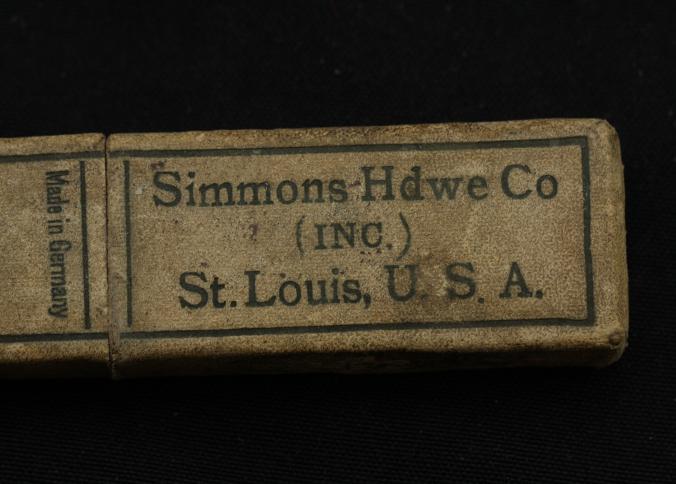 Simmons Hdwe Co
(INC.)
St. Louis, U. S. A.
Made in Germany